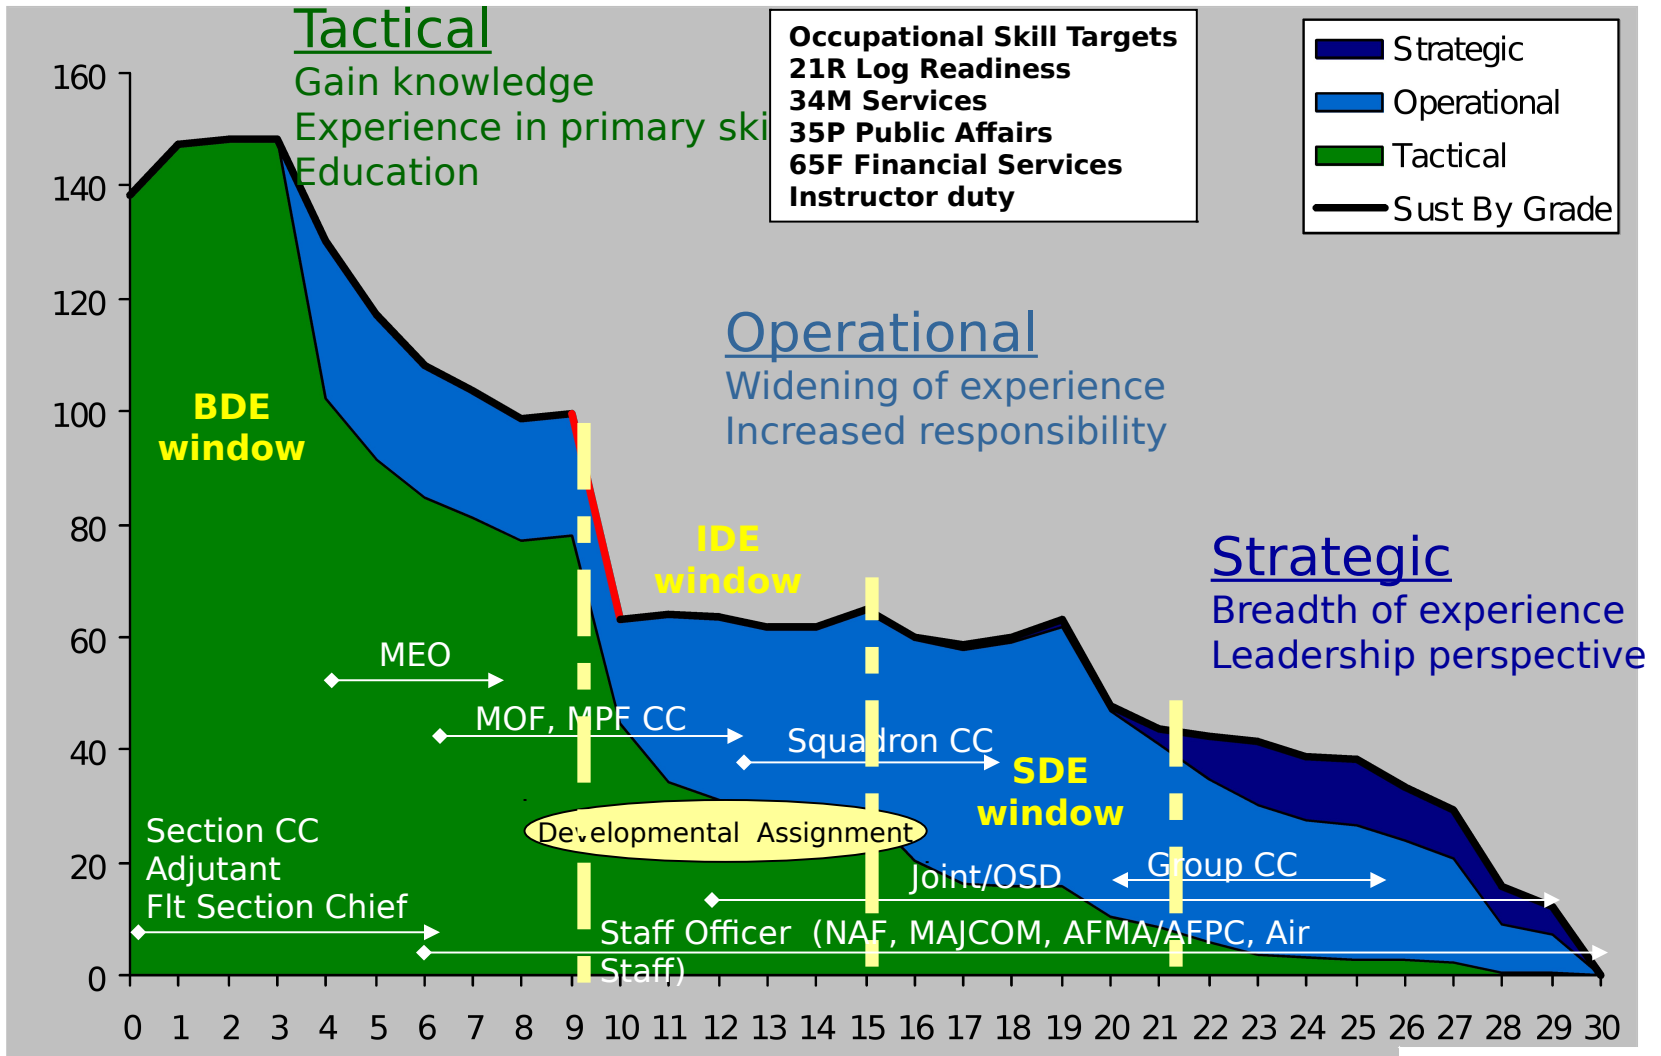 Tactical
Gain knowledge
Experience in primary ski
Education
Occupational Skill Targets
21R Log Readiness
34M Services
35P Public Affairs
65F Financial Services
Instructor duty
Strategic
Operational
Tactical
Sust By Grade
160
140
120
100
80
60
40
20
0
Operational
Widening of experience
Increased responsibility
BDE
window
IDE
window
Strategic
Breadth of experience
Leadership perspective
MEO
MOF, MPF CC
Squadron CC
SDE
window
Section CC
Adjutant
Flt Section Chief
Developmental Assignment
Group CC
Joint/OSD
Staff Officer (NAF, MAJCOM, AFMA/AFPC, Air
Staff)
0 1 2 3 4 5 6 7 8 9 10 11 12 13 14 15 16 17 18 19 20 21 22 23 24 25 26 27 28 29 30